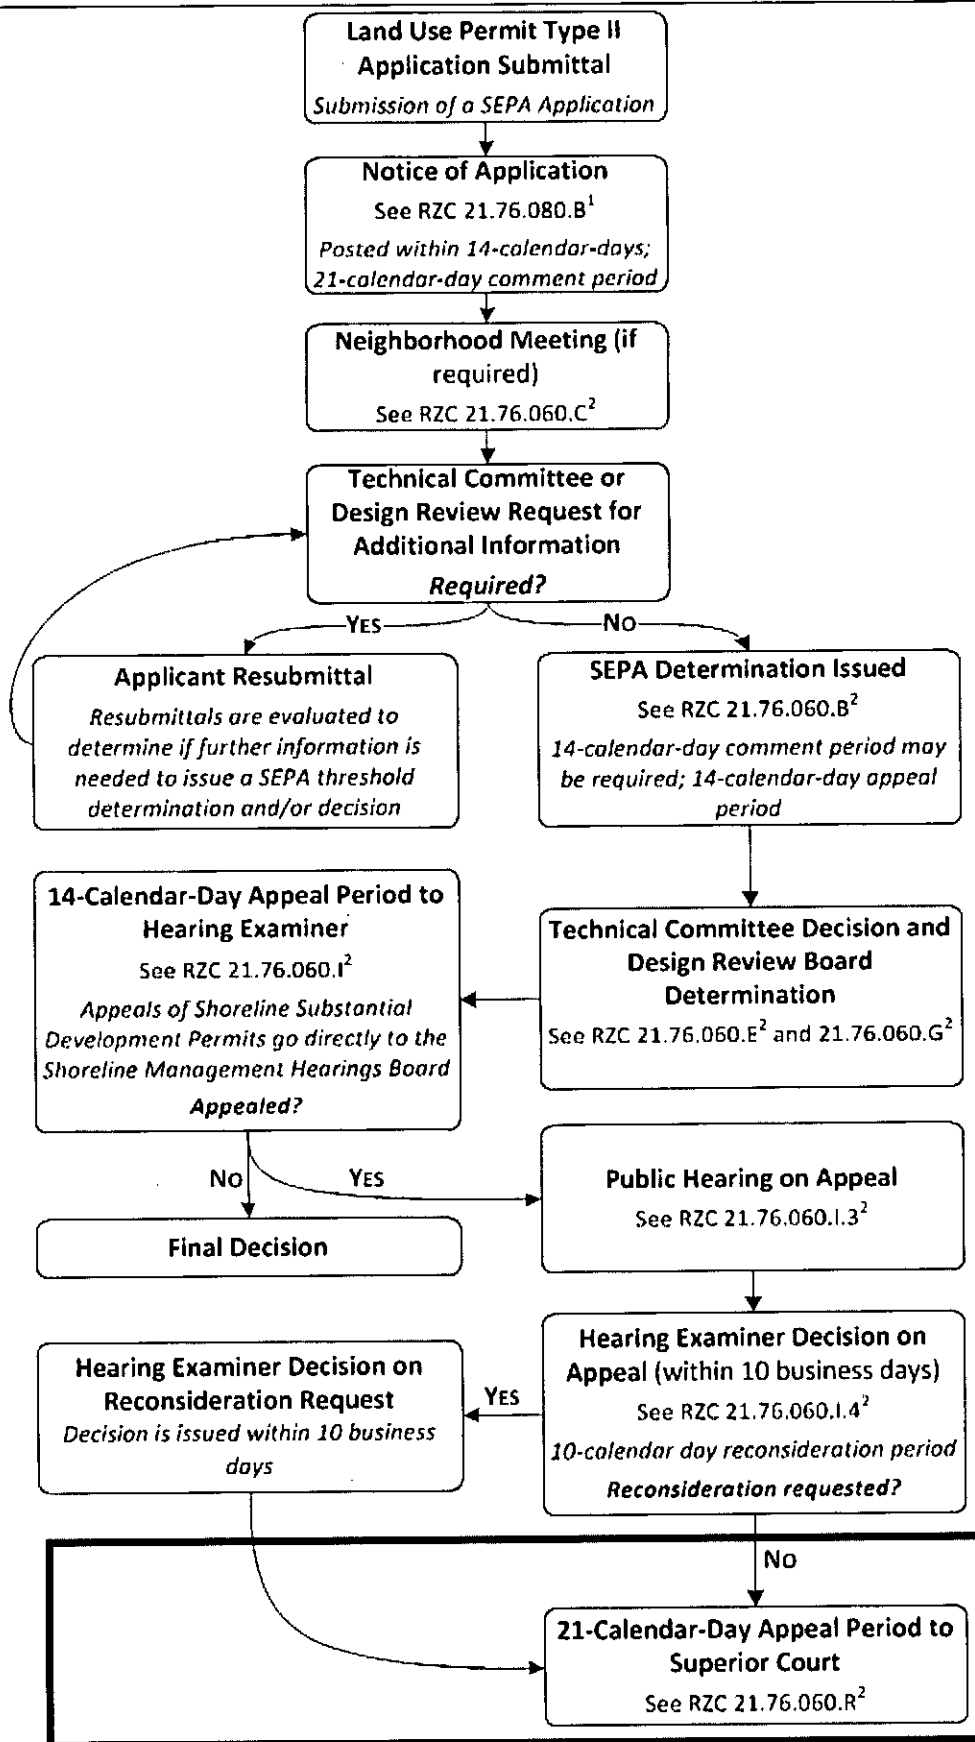 Land Use Permit Type II
Application Submittal
Submission of a SEPA Application
Notice of Application
See RZC 21.76.080.B¹
Posted within 14-calendar-days;
21-calendar-day comment period
Neighborhood Meeting (if
required)
See RZC 21.76.060.C²
Technical Committee or
Design Review Request for
Additional Information
Required?
YES
NO
Applicant Resubmittal
Resubmittals are evaluated to
determine if further information is
needed to issue a SEPA threshold
determination and/or decision
SEPA Determination Issued
See RZC 21.76.060.B²
14-calendar-day comment period may
be required; 14-calendar-day appeal
period
14-Calendar-Day Appeal Period to
Hearing Examiner
See RZC 21.76.060.I²
Appeals of Shoreline Substantial
Development Permits go directly to the
Shoreline Management Hearings Board
Appealed?
Technical Committee Decision and
Design Review Board
Determination
See RZC 21.76.060.E² and 21.76.060.G²
NO
YES
Final Decision
Public Hearing on Appeal
See RZC 21.76.060.I.3²
Hearing Examiner Decision on
Reconsideration Request
Decision is issued within 10 business
days
YES
Hearing Examiner Decision on
Appeal (within 10 business days)
See RZC 21.76.060.I.4²
10-calendar day reconsideration period
Reconsideration requested?
NO
21-Calendar-Day Appeal Period to
Superior Court
See RZC 21.76.060.R²